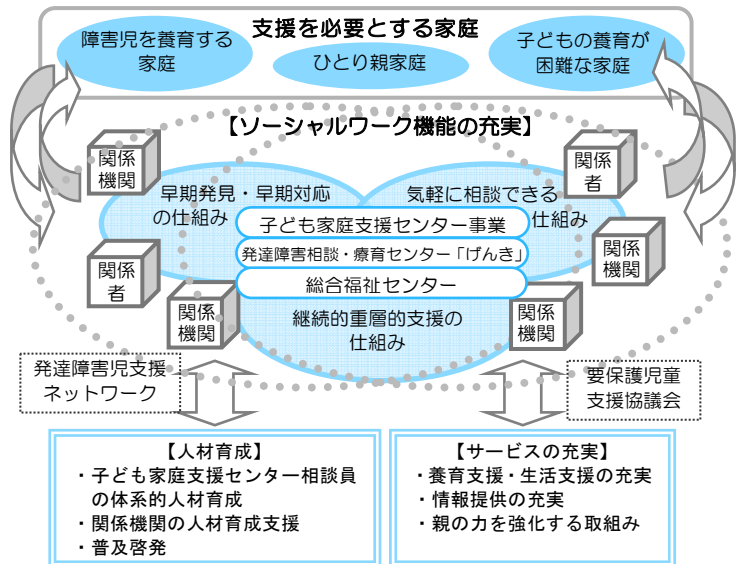 支援を必要とする家庭
障害児を養育する
家庭
ひとり親家庭
子どもの養育が
困難な家庭
【ソーシャルワーク機能の充実】
関係
機関
関係
者
早期発見・早期対応
の仕組み
気軽に相談できる
仕組み
子ども家庭支援センター事業
発達障害相談・療育センター「げんき」
総合福祉センター
関係
者
関係
機関
関係
機関
継続的重層的支援の
仕組み
関係
機関
発達障害児支援
ネットワーク
要保護児童
支援協議会
【人材育成】
・子ども家庭支援センター相談員
の体系的人材育成
・関係機関の人材育成支援
・普及啓発
【サービスの充実】
・養育支援・生活支援の充実
・情報提供の充実
・親の力を強化する取組み